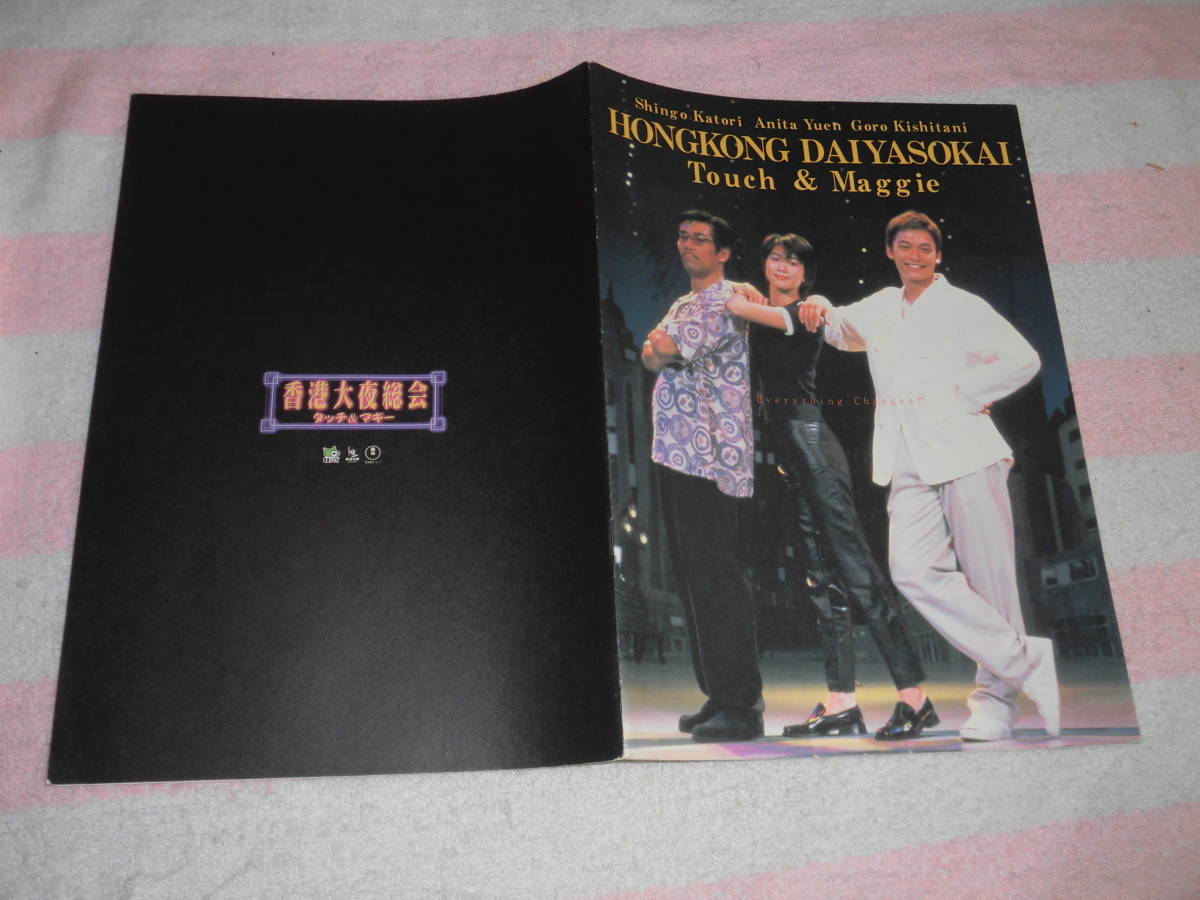 香港大夜総会
タッチ&マギー
Shingo Katori Anita Yuen Goro Kishitani
HONGKONG DAIYASOKAI
Touch & Maggie
Everything Changes!?